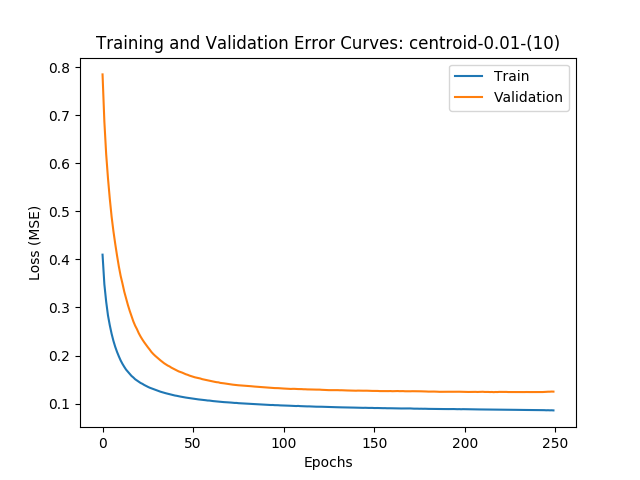 Training and Validation Error Curves: centroid-0.01-(10)
Train
Validation
Loss (MSE)
0.8
0.7
0.6
0.5
0.4
0.3
0.2
0.1
0 50 100 150 200 250
Epochs